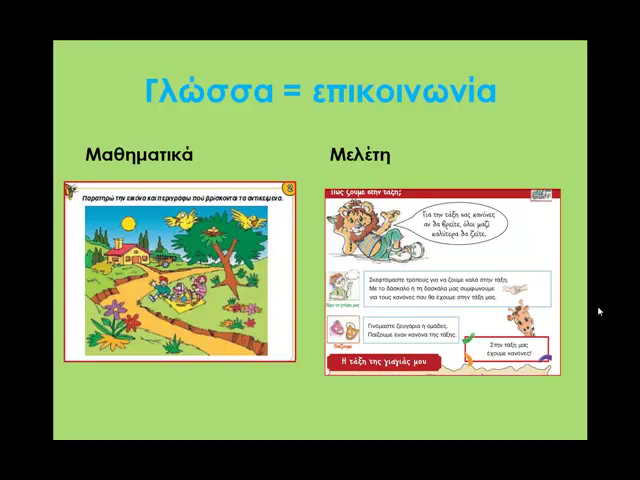 Γλώσσα = επικοινωνία
Μαθηματικά
Μελέτη
Παρατηρώ την εικόνα και περιγράφω πού βρίσκονται τα αντικείμενα.
2
Πώς ζούμε στην τάξη;
Για την τάξη σας κανόνες
αν θα βρείτε, όλοι μαζί
καλύτερα θα ζείτε.
Σκεφτόμαστε τρόπους για να ζούμε καλά στην τάξη.
Με το δάσκαλο ή τη δασκάλα μας συμφωνούμε
για τους κανόνες που θα έχουμε στην τάξη μας.
Γινόμαστε ζευγάρια ή ομάδες.
Παίζουμε έναν κανόνα της τάξης.
Παίζουμε
Στην τάξη μας
έχουμε κανόνες!
Η τάξη της γιαγιάς μου